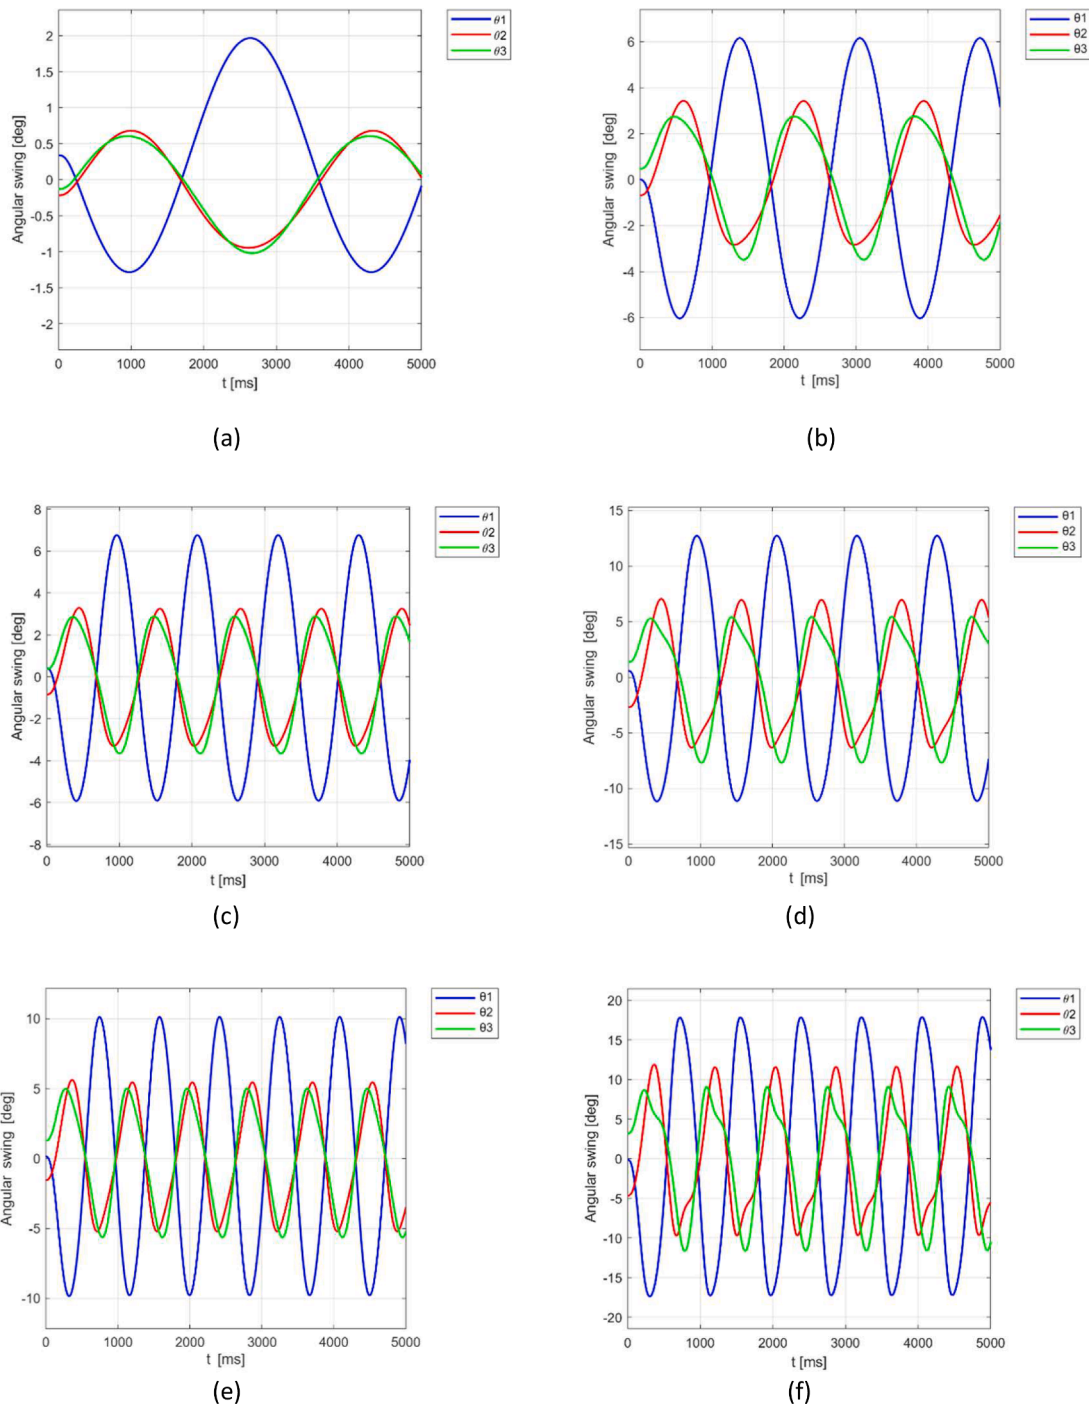 θ1
θ2
θ3
2
1.5
1
0.5
0
-0.5
-1
-1.5
-2
Angular swing [deg]
0 1000 2000 3000 4000 5000
t [ms]
(a)
θ1
θ2
θ3
6
4
2
0
-2
-4
-6
Angular swing [deg]
0 1000 2000 3000 4000 5000
t [ms]
(b)
θ1
θ2
θ3
8
6
4
2
0
-2
-4
-6
-8
Angular swing [deg]
0 1000 2000 3000 4000 5000
t [ms]
(c)
θ1
θ2
θ3
15
10
5
0
-5
-10
-15
Angular swing [deg]
0 1000 2000 3000 4000 5000
t [ms]
(d)
θ1
θ2
θ3
10
5
0
-5
-10
Angular swing [deg]
0 1000 2000 3000 4000 5000
t [ms]
(e)
θ1
θ2
θ3
20
15
10
5
0
-5
-10
-15
-20
Angular swing [deg]
0 1000 2000 3000 4000 5000
t [ms]
(f)